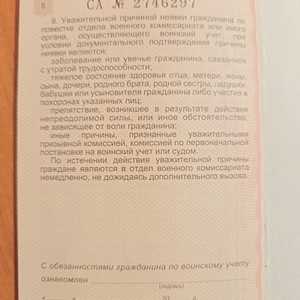 СА № 2746297
8. Уважительной причиной неявки гражданина по
повестке отдела военного комиссариата или иного
органа, осуществляющего воинский учет, при
условии документального подтверждения причины
неявки являются:
заболевание или увечье гражданина, связанные
с утратой трудоспособности;
тяжелое состояние здоровья отца, матери, жены,
сына, дочери, родного брата, родной сестры, дедушки,
бабушки или усыновителя гражданина либо участие в
похоронах указанных лиц;
препятствие, возникшее в результате действия
непреодолимой силы, или иное обстоятельство,
не зависящее от воли гражданина;
иные причины, признанные уважительными
призывной комиссией, комиссией по первоначальной
постановке на воинский учет или судом.
По истечении действия уважительной причины
граждане являются в отдел военного комиссариата
немедленно, не дожидаясь дополнительного вызова.
С обязанностями гражданина по воинскому учету
ознакомлен
(подпись)